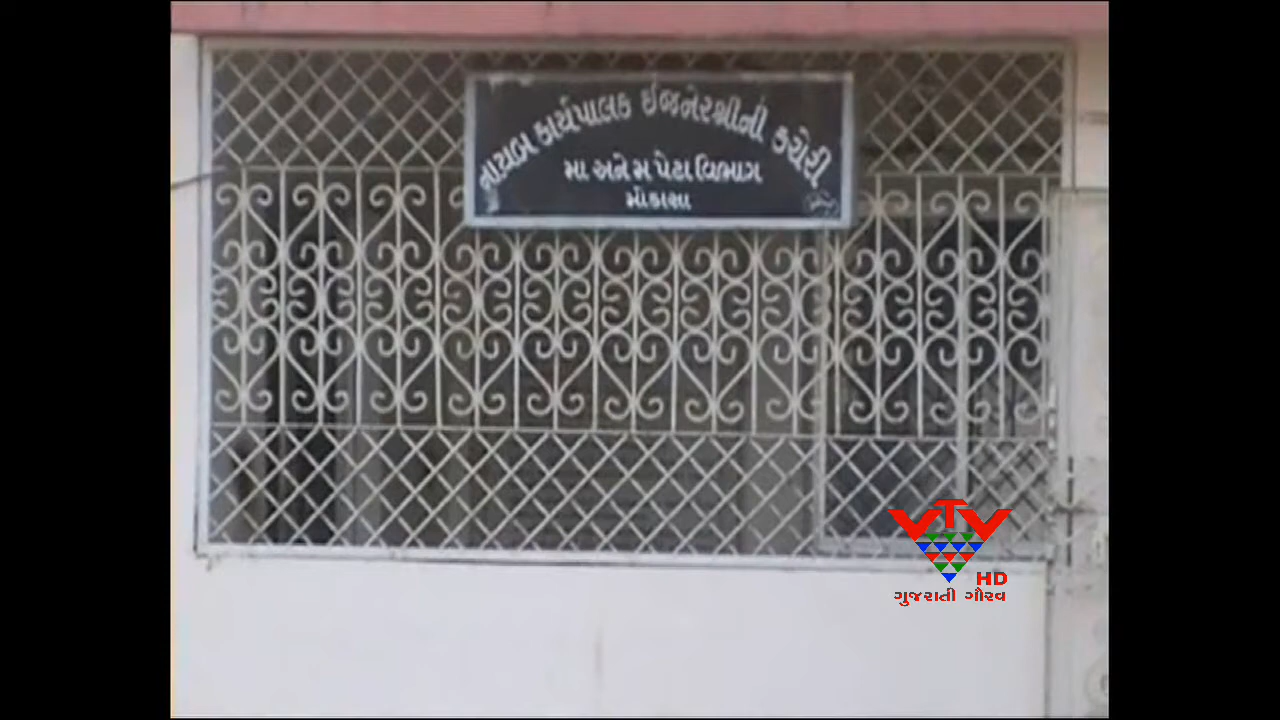 નાયબ કાર્યપાલક ઈજનેરશ્રીની કચેરી
મા અને મ પેટા વિભાગ
મોડાસા
VTV
HD
ગુજરાતી ગૌરવ